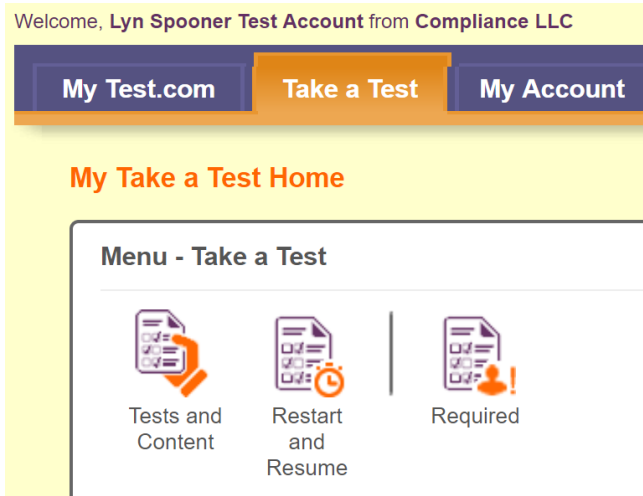 Welcome, Lyn Spooner Test Account from Compliance LLC
My Test.com Take a Test My Account
My Take a Test Home
Menu - Take a Test
Tests and
Content
Restart
and
Resume
Required